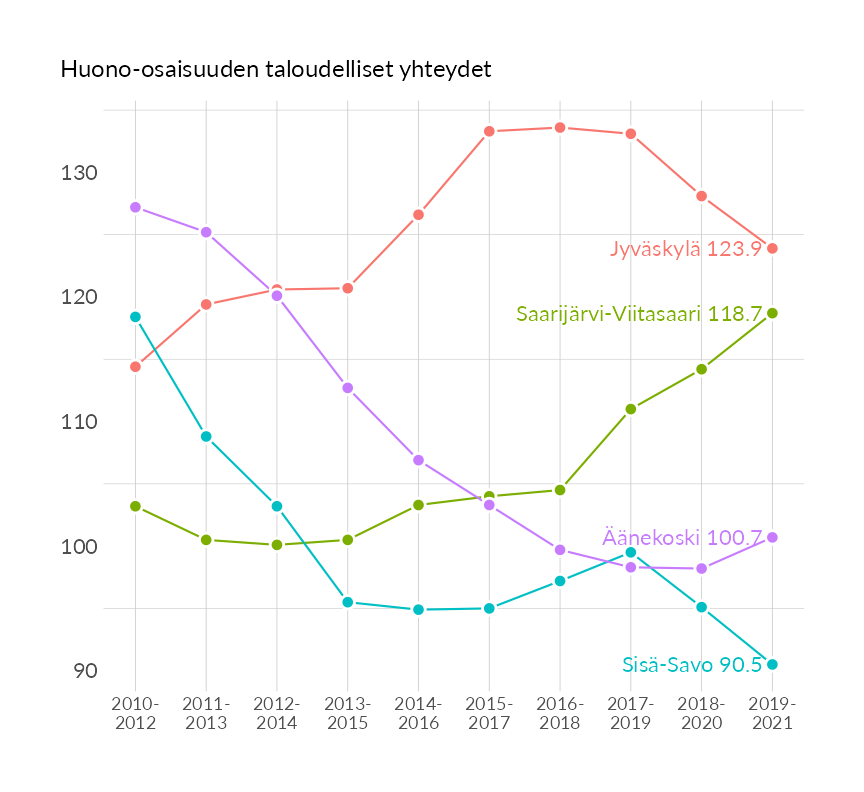 Huono-osaisuuden taloudelliset yhteydet
130
Jyväskylä 123.9
120
Saarijärvi-Viitasaari 118.7
110
Äänekoski 100.7
100
Sisä-Savo 90.5
90
2010- 2011- 2012- 2013- 2014- 2015- 2016- 2017- 2018- 2019-
2012 2013 2014 2015 2016 2017 2018 2019 2020 2021